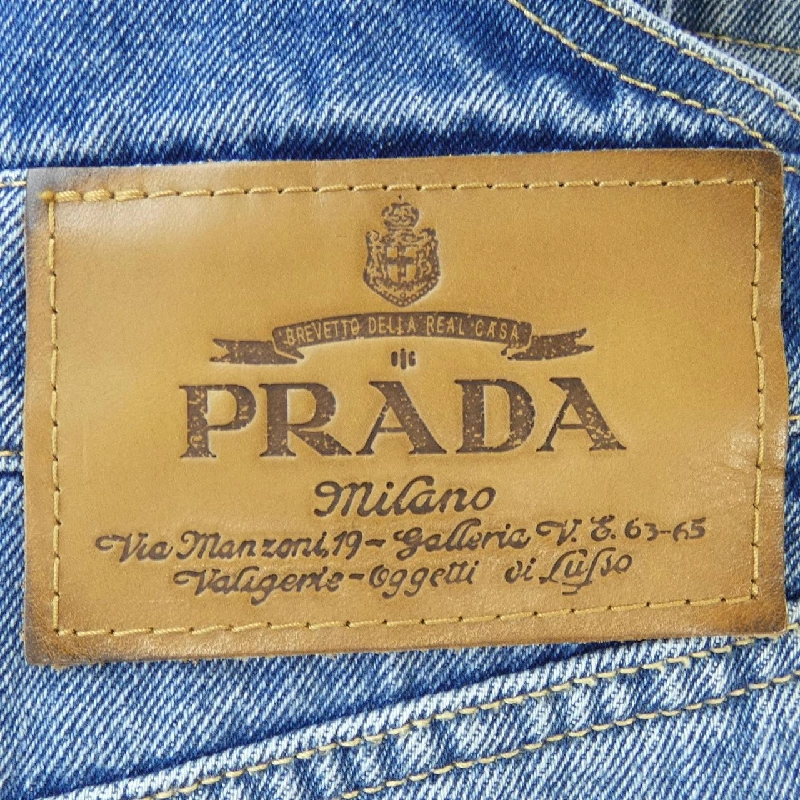 BREVETTO DELLA REAL CASA
PRADA
Milano
Via Manzoni, 19 - Galleria V. E. 63-65
Valigerie - Oggetti di Lusso